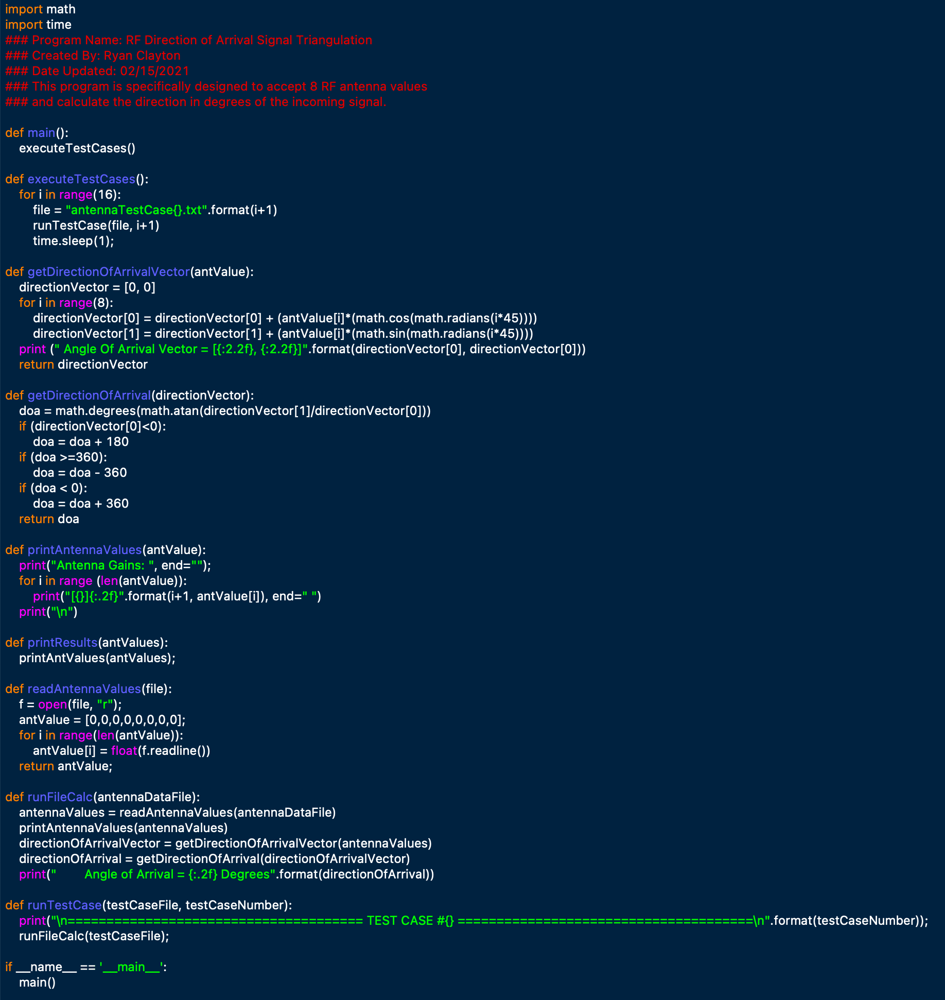 import math
import time
### Program Name: RF Direction of Arrival Signal Triangulation
### Created By: Ryan Clayton
### Date Updated: 02/15/2021
### This program is specifically designed to accept 8 RF antenna values
### and calculate the direction in degrees of the incoming signal.

def main():
    executeTestCases()

def executeTestCases():
    for i in range(16):
        file = "antennaTestCase{}.txt".format(i+1)
        runTestCase(file, i+1)
        time.sleep(1);

def getDirectionOfArrivalVector(antValue):
    directionVector = [0, 0]
    for i in range(8):
        directionVector[0] = directionVector[0] + (antValue[i]*(math.cos(math.radians(i*45))))
        directionVector[1] = directionVector[1] + (antValue[i]*(math.sin(math.radians(i*45))))
    print (" Angle Of Arrival Vector = [{:2.2f}, {:2.2f}]".format(directionVector[0], directionVector[0]))
    return directionVector

def getDirectionOfArrival(directionVector):
    doa = math.degrees(math.atan(directionVector[1]/directionVector[0]))
    if (directionVector[0]<0):
        doa = doa + 180
    if (doa >=360):
        doa = doa - 360
    if (doa < 0):
        doa = doa + 360
    return doa

def printAntennaValues(antValue):
    print("Antenna Gains: ", end="");
    for i in range (len(antValue)):
        print("[{}]{:.2f}".format(i+1, antValue[i]), end=" ")
    print("\n")

def printResults(antValues):
    printAntValues(antValues);

def readAntennaValues(file):
    f = open(file, "r");
    antValue = [0,0,0,0,0,0,0,0];
    for i in range(len(antValue)):
        antValue[i] = float(f.readline())
    return antValue;

def runFileCalc(antennaDataFile):
    antennaValues = readAntennaValues(antennaDataFile)
    printAntennaValues(antennaValues)
    directionOfArrivalVector = getDirectionOfArrivalVector(antennaValues)
    directionOfArrival = getDirectionOfArrival(directionOfArrivalVector)
    print("        Angle of Arrival = {:.2f} Degrees".format(directionOfArrival))

def runTestCase(testCaseFile, testCaseNumber):
    print("\n====================================== TEST CASE #{} ======================================\n".format(testCaseNumber));
    runFileCalc(testCaseFile);

if __name__ == '__main__':
    main()